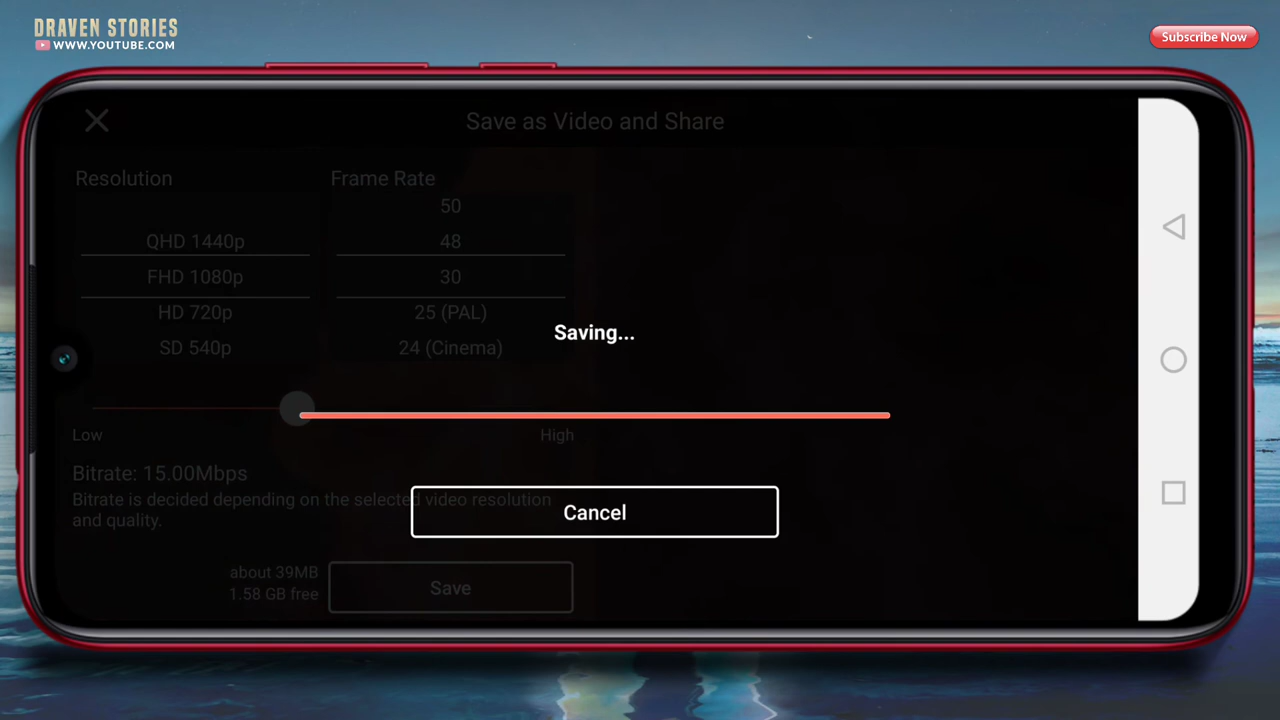 DRAVEN STORIES
WWW.YOUTUBE.COM
Subscribe Now
Save as Video and Share
Resolution
Frame Rate
50
QHD 1440p
48
FHD 1080p
30
HD 720p
25 (PAL)
SD 540p
24 (Cinema)
Saving...
Low
High
Bitrate: 15.00Mbps
Bitrate is decided depending on the selected video resolution
and quality.
Cancel
about 39MB
1.58 GB free
Save